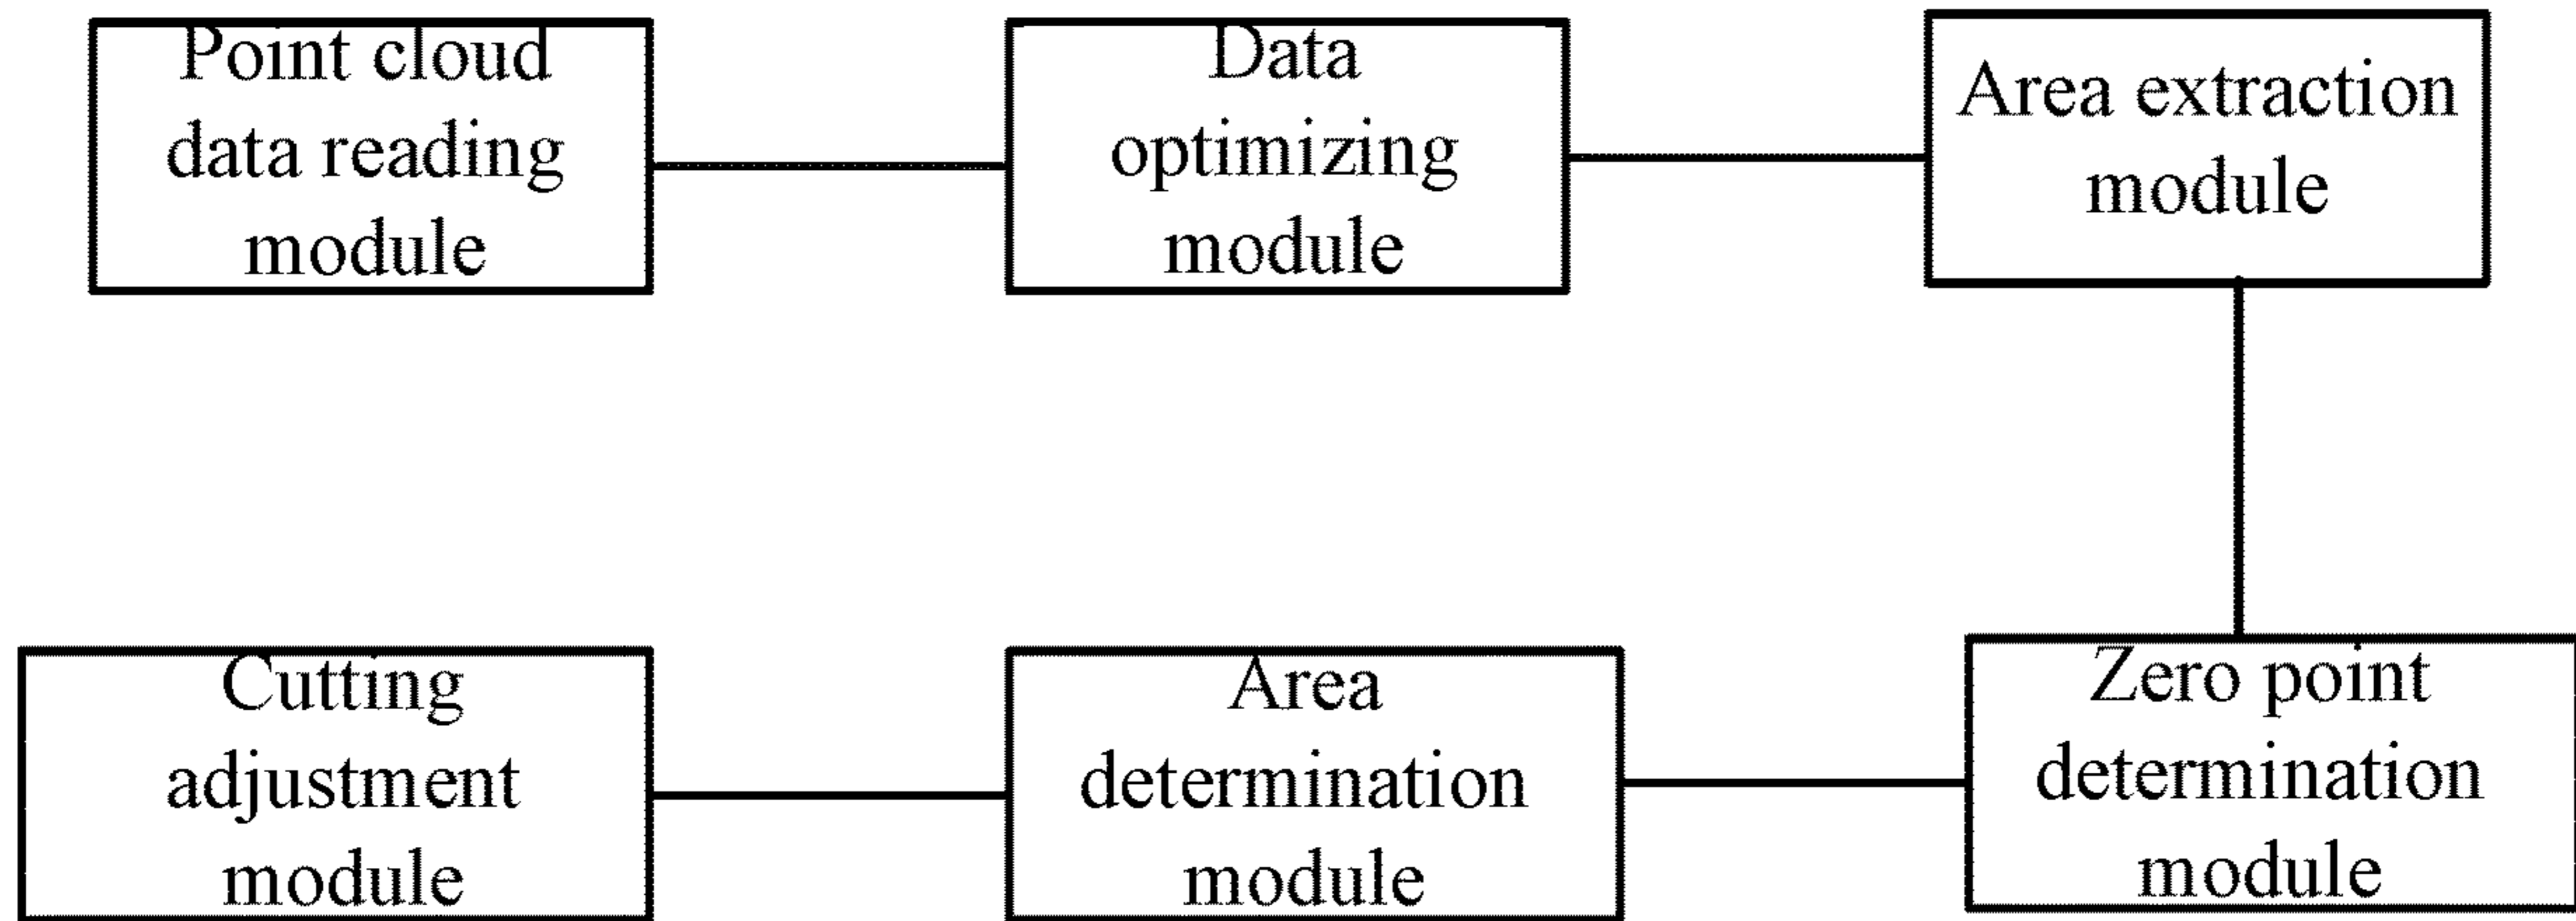 Point cloud
data reading
module
Data
optimizing
module
Area extraction
module
Cutting
adjustment
module
Area
determination
module
Zero point
determination
module